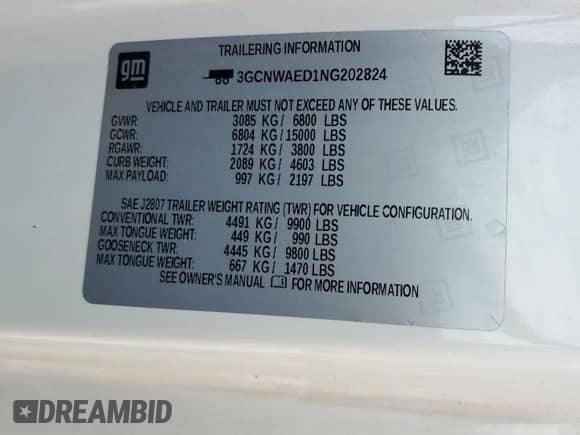 gm
TRAILERING INFORMATION
3GCNWAED1NG202824
VEHICLE AND TRAILER MUST NOT EXCEED ANY OF THESE VALUES.
GVWR: 3085 KG / 6800 LBS
GCWR: 6804 KG / 15000 LBS
RGAWR: 1724 KG / 3800 LBS
CURB WEIGHT: 2089 KG / 4603 LBS
MAX PAYLOAD: 997 KG / 2197 LBS
SAE J2807 TRAILER WEIGHT RATING (TWR) FOR VEHICLE CONFIGURATION.
CONVENTIONAL TWR: 4491 KG / 9900 LBS
MAX TONGUE WEIGHT: 449 KG / 990 LBS
GOOSENECK TWR: 4445 KG / 9800 LBS
MAX TONGUE WEIGHT: 667 KG / 1470 LBS
SEE OWNER'S MANUAL FOR MORE INFORMATION
DREAMBID